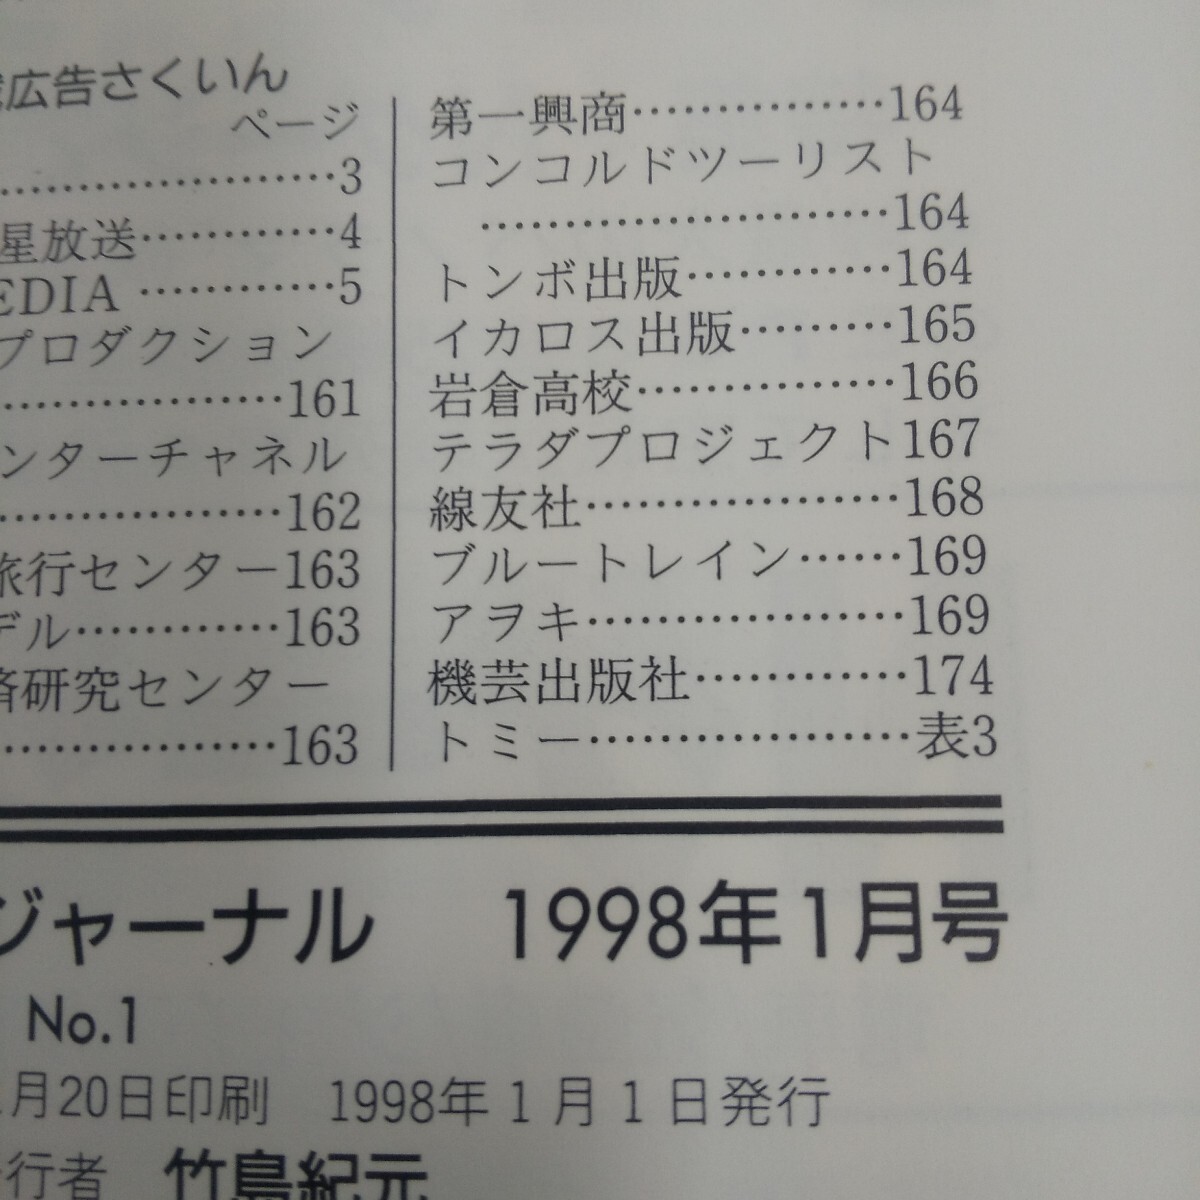 広告さくいん
ページ
…………………3
星放送…………4
EDIA …………5
プロダクション
………………161
ンターチャネル
………………162
旅行センター163
デル…………163
済研究センター
………………163
第一興商……………164
コンコルドツーリスト
……………………164
トンボ出版…………164
イカロス出版………165
岩倉高校……………166
テラダプロジェクト167
線友社………………168
ブルートレイン……169
アヲキ………………169
機芸出版社…………174
トミー………………表3
ジャーナル 1998年1月号
No.1
月20日印刷 1998年1月1日発行
行者 竹島紀元